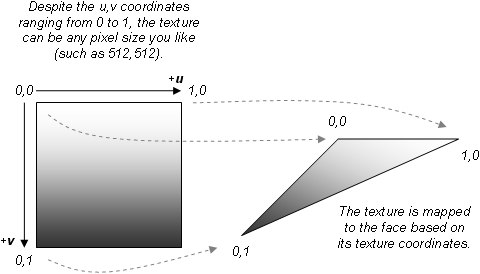 Despite the u,v coordinates
ranging from 0 to 1, the texture
can be any pixel size you like
(such as 512,512).
+u
0,0
1,0
0,0
1,0
The texture is mapped
to the face based on
its texture coordinates.
+v
0,1
0,1